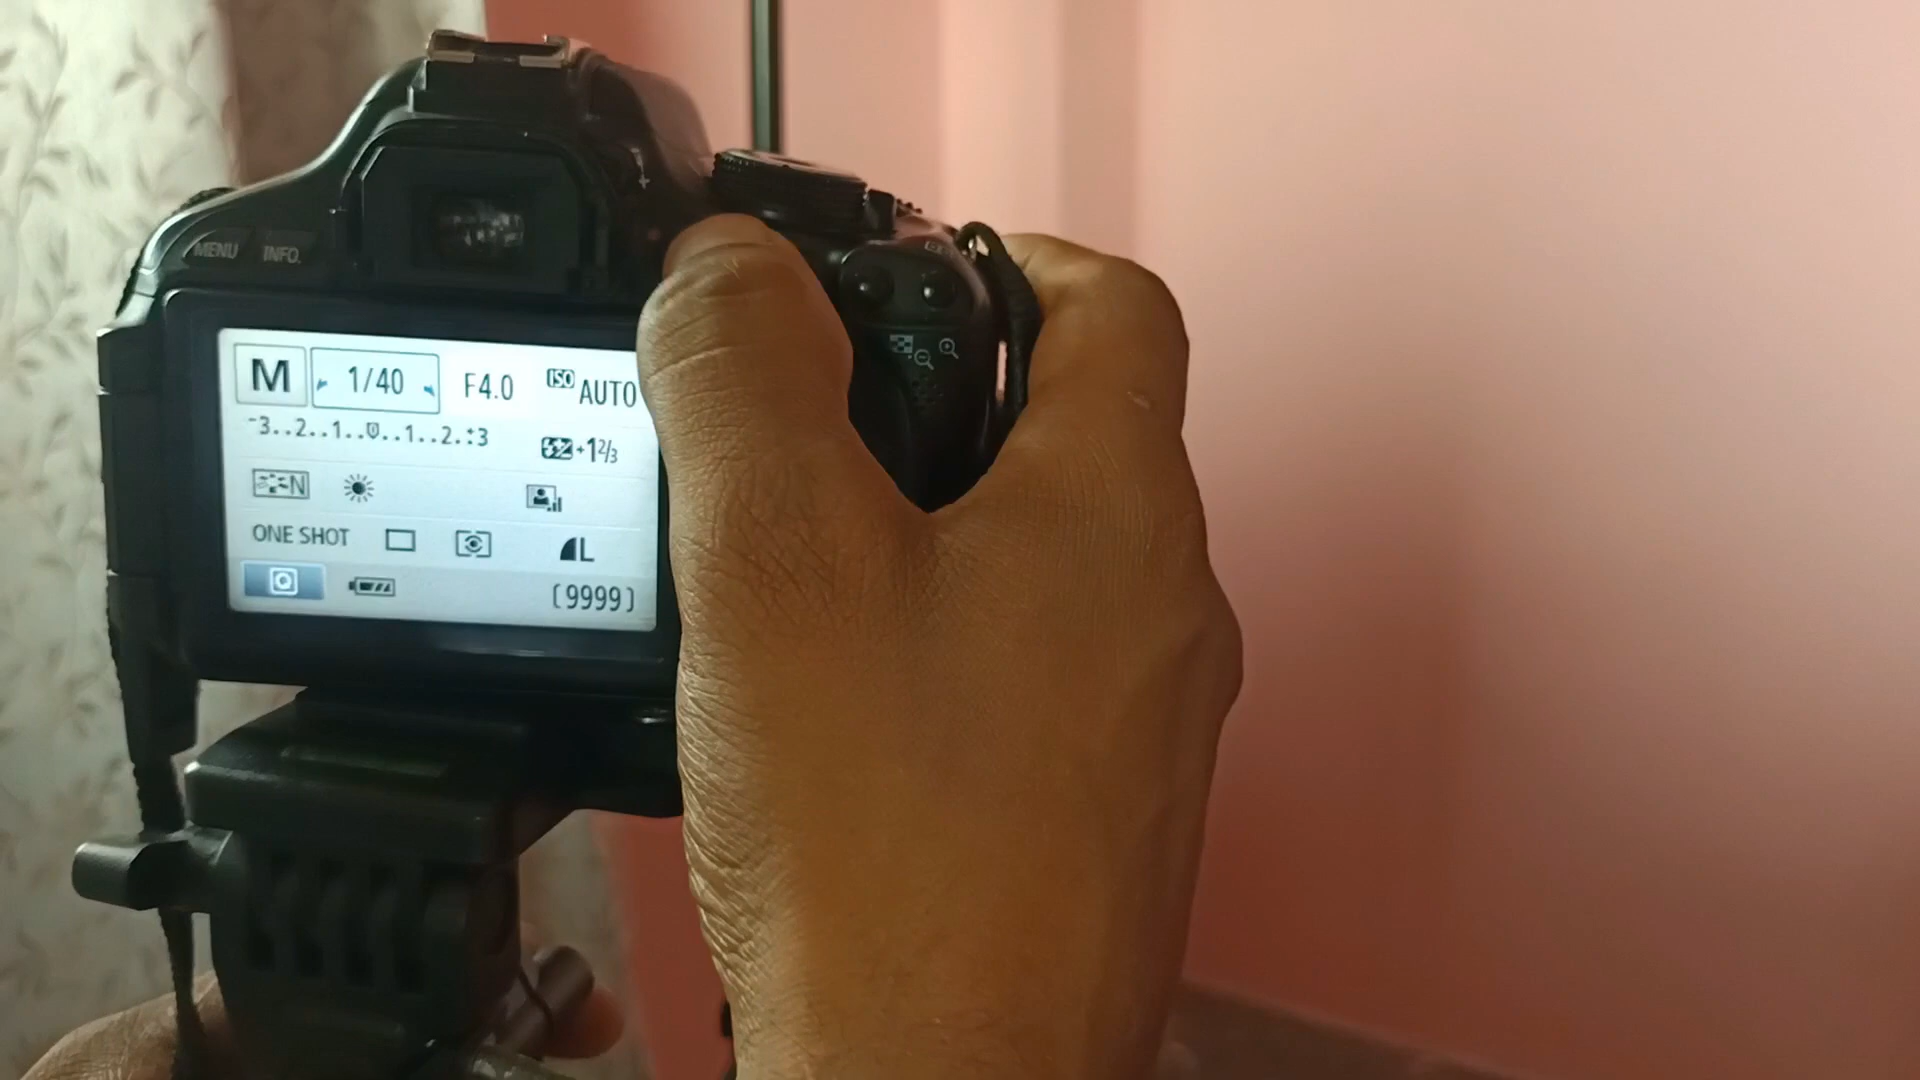 MENU INFO.
M 1/40 F4.0 ISO AUTO
-3..2..1..0..1..2.:+3 +1 2/3
N
ONE SHOT L
Q (9999)